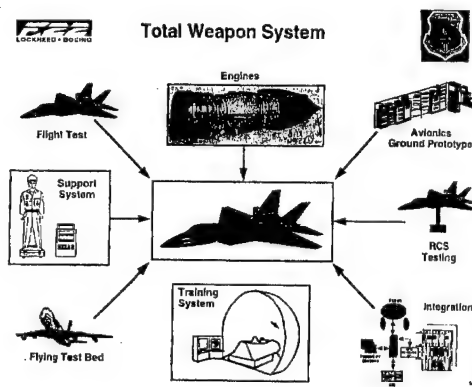 F-22
LOCKHEED • BOEING
Total Weapon System
Engines
Flight Test
Avionics
Ground Prototype
Support
System
RCS
Testing
Training
System
Integration
Flying Test Bed